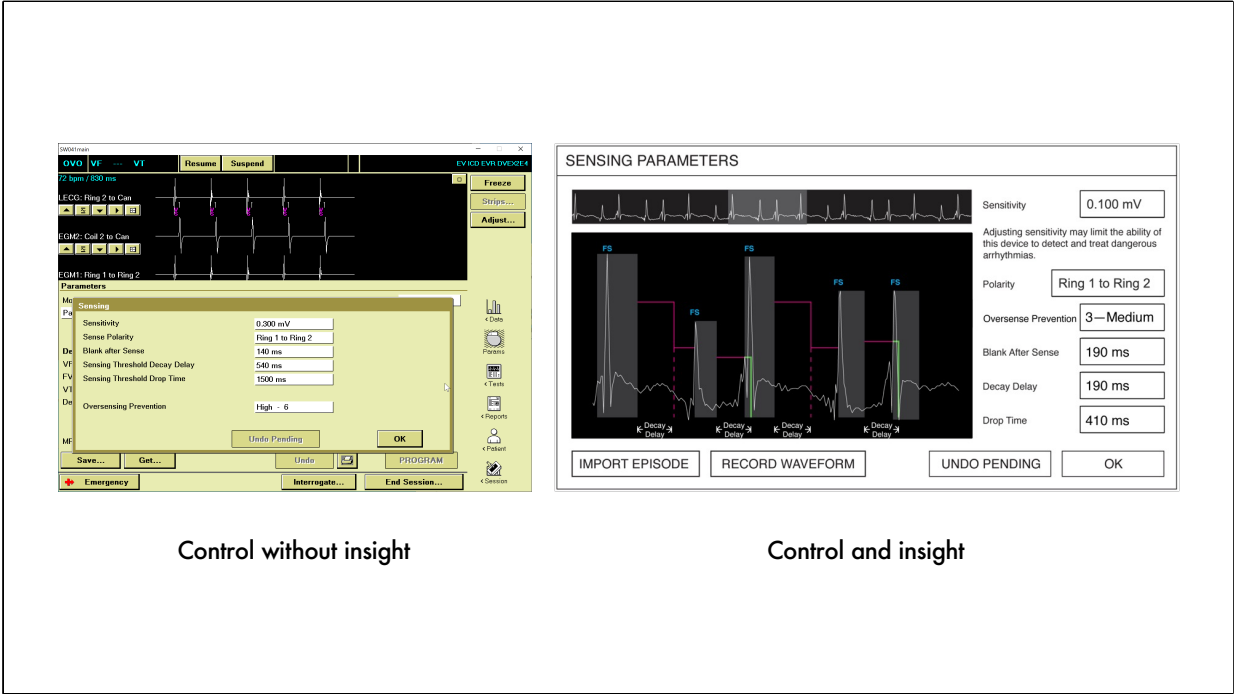 SW041main
OVO VF --- VT Resume Suspend EV ICD EVR DVEX2E4
72 bpm / 830 ms
LECG: Ring 2 to Can
EGM2: Coil 2 to Can
EGM1: Ring 1 to Ring 2
Freeze
Strips...
Adjust...
Parameters
Mo
Pa
Sensing
Sensitivity 0.300 mV
Sense Polarity Ring 1 to Ring 2
Blank after Sense 140 ms
Sensing Threshold Decay Delay 540 ms
Sensing Threshold Drop Time 1500 ms
Oversensing Prevention High - 6
Undo Pending OK
De
VF
FV
VT
De
MF
< Data
Params
< Tests
< Reports
< Patient
< Session
Save... Get... Undo PROGRAM
Emergency Interrogate... End Session...
Control without insight
SENSING PARAMETERS
FS
FS
FS
FS
FS
Decay
Delay
Decay
Delay
Decay
Delay
Decay
Delay
Sensitivity 0.100 mV
Adjusting sensitivity may limit the ability of
this device to detect and treat dangerous
arrhythmias.
Polarity Ring 1 to Ring 2
Oversense Prevention 3—Medium
Blank After Sense 190 ms
Decay Delay 190 ms
Drop Time 410 ms
IMPORT EPISODE RECORD WAVEFORM UNDO PENDING OK
Control and insight